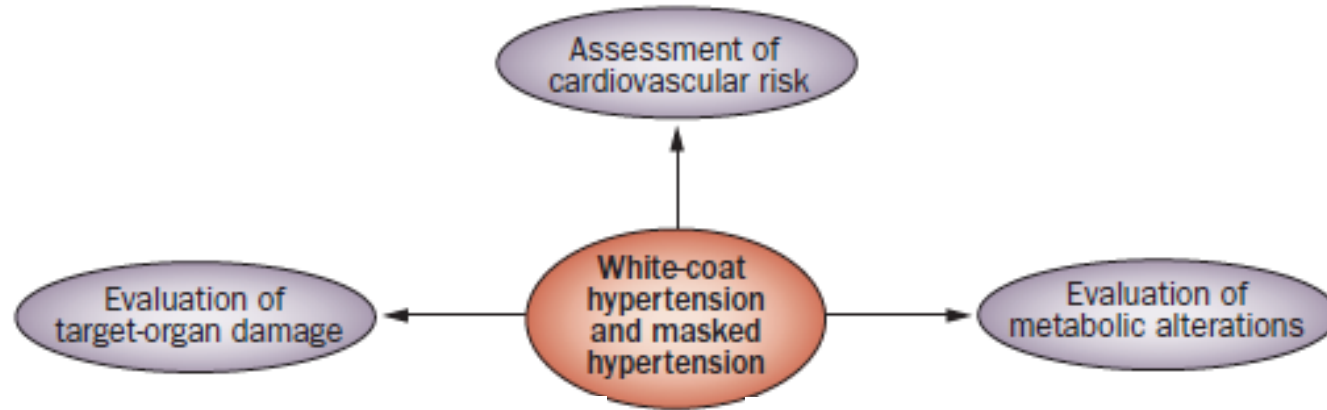 Assessment of
cardiovascular risk
White-coat
hypertension
and masked
hypertension
Evaluation of
target-organ damage
Evaluation of
metabolic alterations